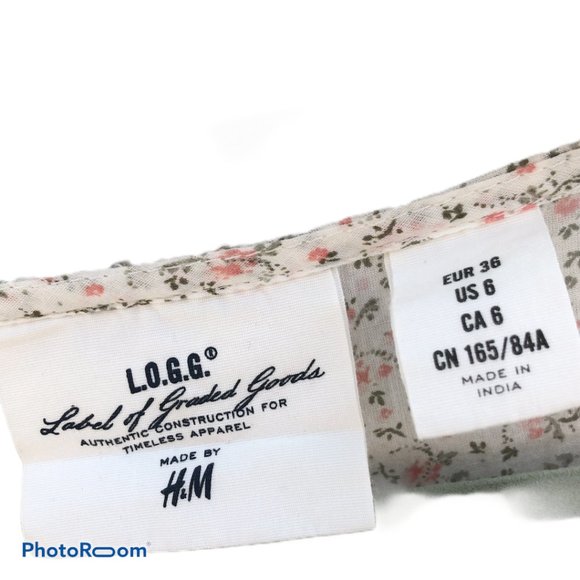 L.O.G.G.®
Label of Graded Goods
AUTHENTIC CONSTRUCTION FOR
TIMELESS APPAREL
MADE BY
H&M
EUR 36
US 6
CA 6
CN 165/84A
MADE IN
INDIA
PhotoRoom®